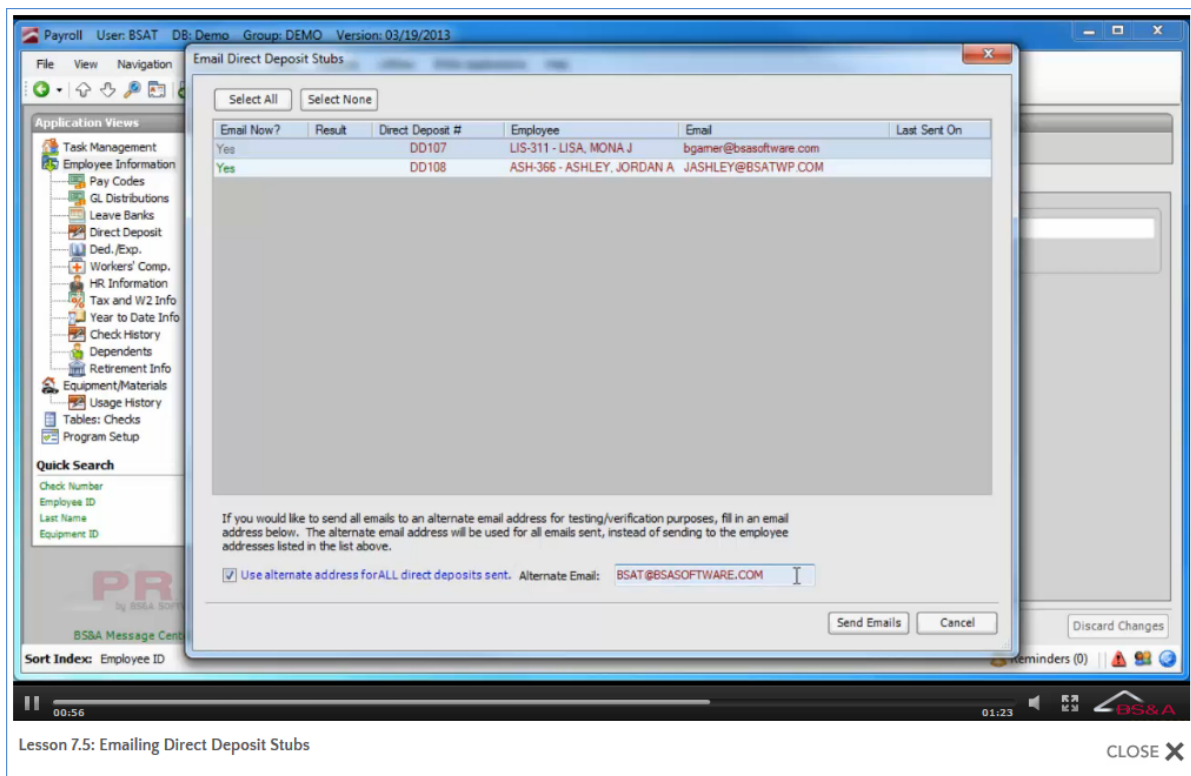 Payroll User: BSAT DB: Demo Group: DEMO Version: 03/19/2013
File View Navigation
Email Direct Deposit Stubs
Select All Select None
Application Views
Task Management
Employee Information
Pay Codes
GL Distributions
Leave Banks
Direct Deposit
Ded./Exp.
Workers' Comp.
HR Information
Tax and W2 Info
Year to Date Info
Check History
Dependents
Retirement Info
Equipment/Materials
Usage History
Tables: Checks
Program Setup
Quick Search
Check Number
Employee ID
Last Name
Equipment ID
Email Now? Result Direct Deposit # Employee Email Last Sent On
Yes DD107 LIS-311 - LISA, MONA J bgarner@bsasoftware.com
Yes DD108 ASH-366 - ASHLEY, JORDAN A JASHLEY@BSATWP.COM
If you would like to send all emails to an alternate email address for testing/verification purposes, fill in an email
address below. The alternate email address will be used for all emails sent, instead of sending to the employee
addresses listed in the list above.
Use alternate address for ALL direct deposits sent. Alternate Email: BSAT@BSASOFTWARE.COM
PR
by BS&A
BS&A Message
Send Emails Cancel
Discard Changes
Sort Index: Employee ID
Reminders (0)
00:56
01:23
BS&A
Lesson 7.5: Emailing Direct Deposit Stubs
CLOSE